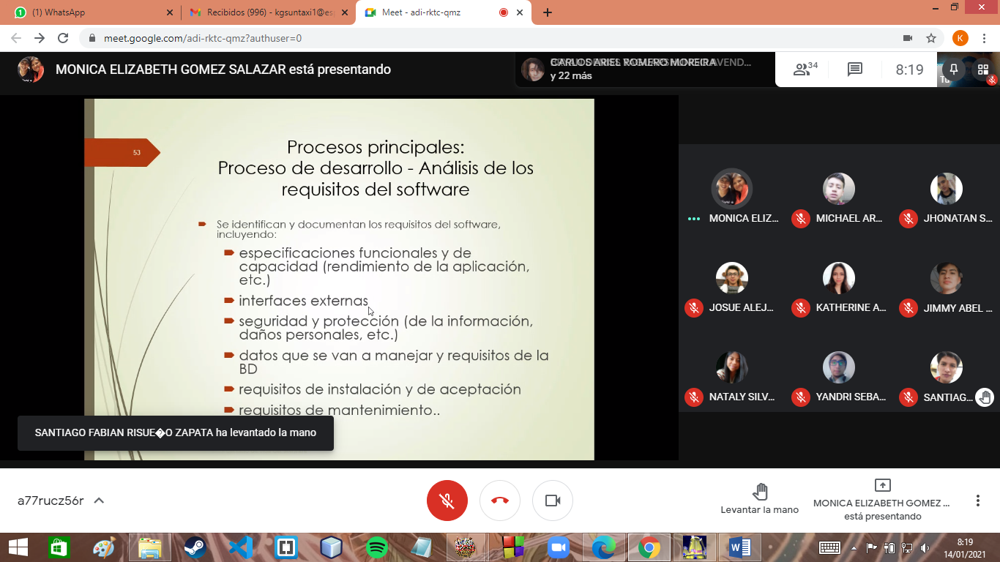 (1) WhatsApp
Recibidos (996) - kgsuntaxi1@es
Meet - adi-rktc-qmz
meet.google.com/adi-rktc-qmz?authuser=0
K
MONICA ELIZABETH GOMEZ SALAZAR está presentando
CARLOS ARIEL ROMERO MOREIRA
y 22 más
34
8:19
Tú
53
Procesos principales:
Proceso de desarrollo - Análisis de los
requisitos del software
Se identifican y documentan los requisitos del software,
incluyendo:
especificaciones funcionales y de
capacidad (rendimiento de la aplicación,
etc.)
interfaces externas
seguridad y protección (de la información,
daños personales, etc.)
datos que se van a manejar y requisitos de la
BD
requisitos de instalación y de aceptación
requisitos de mantenimiento..
MONICA ELIZ...
MICHAEL AR...
JHONATAN S...
JOSUE ALEJ...
KATHERINE A...
JIMMY ABEL ...
NATALY SILV...
YANDRI SEBA...
SANTIAG...
SANTIAGO FABIAN RISUE�O ZAPATA ha levantado la mano
a77rucz56r
Levantar la mano
MONICA ELIZABETH GOMEZ ...
está presentando
8:19
14/01/2021